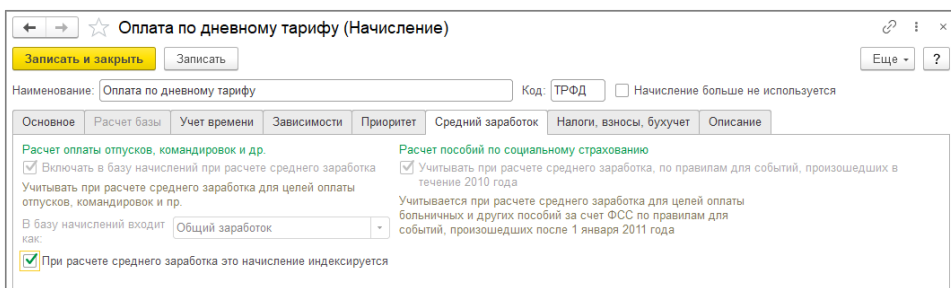 Оплата по дневному тарифу (Начисление)
Записать и закрыть Записать Еще ?
Наименование: Оплата по дневному тарифу Код: ТРФД Начисление больше не используется
Основное Расчет базы Учет времени Зависимости Приоритет Средний заработок Налоги, взносы, бухучет Описание
Расчет оплаты отпусков, командировок и др.
Включать в базу начислений при расчете среднего заработка
Учитывать при расчете среднего заработка для целей оплаты
отпусков, командировок и пр.
В базу начислений входит
как:
Общий заработок
При расчете среднего заработка это начисление индексируется
Расчет пособий по социальному страхованию
Учитывать при расчете среднего заработка, по правилам для событий, произошедших в
течение 2010 года
Учитывается при расчете среднего заработка для целей оплаты
больничных и других пособий за счет ФСС по правилам для
событий, произошедших после 1 января 2011 года